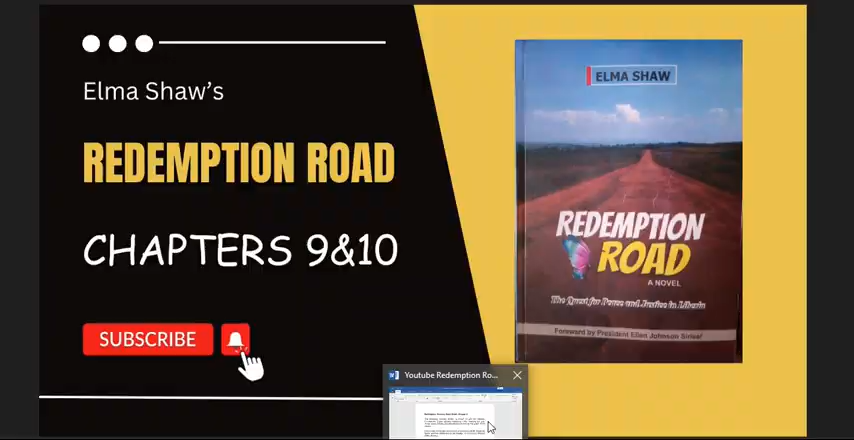 Elma Shaw's
REDEMPTION ROAD
CHAPTERS 9&10
SUBSCRIBE
ELMA SHAW
REDEMPTION
ROAD
A NOVEL
The Quest for Peace and Justice in Liberia
Foreword by President Ellen Johnson Sirleaf
Youtube Redemption Ro...